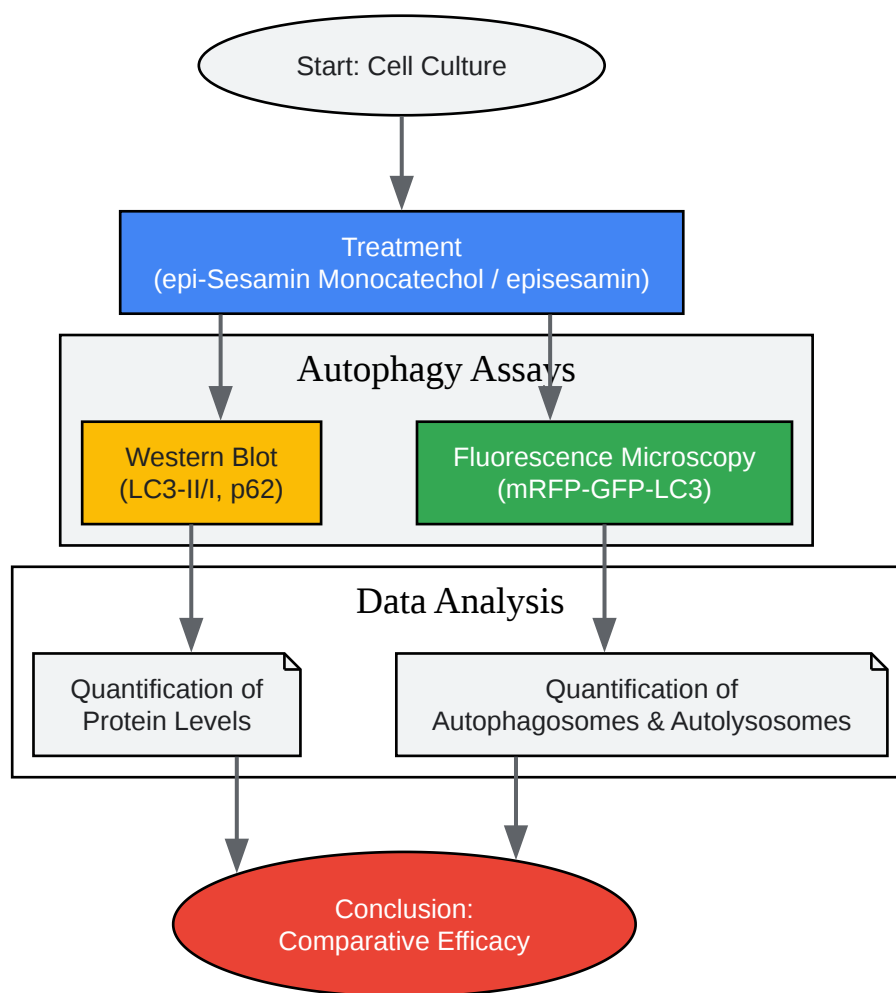 Start: Cell Culture
Treatment
(epi-Sesamin Monocatechol / episesamin)
Autophagy Assays
Western Blot
(LC3-II/I, p62)
Fluorescence Microscopy
(mRFP-GFP-LC3)
Data Analysis
Quantification of
Protein Levels
Quantification of
Autophagosomes & Autolysosomes
Conclusion:
Comparative Efficacy